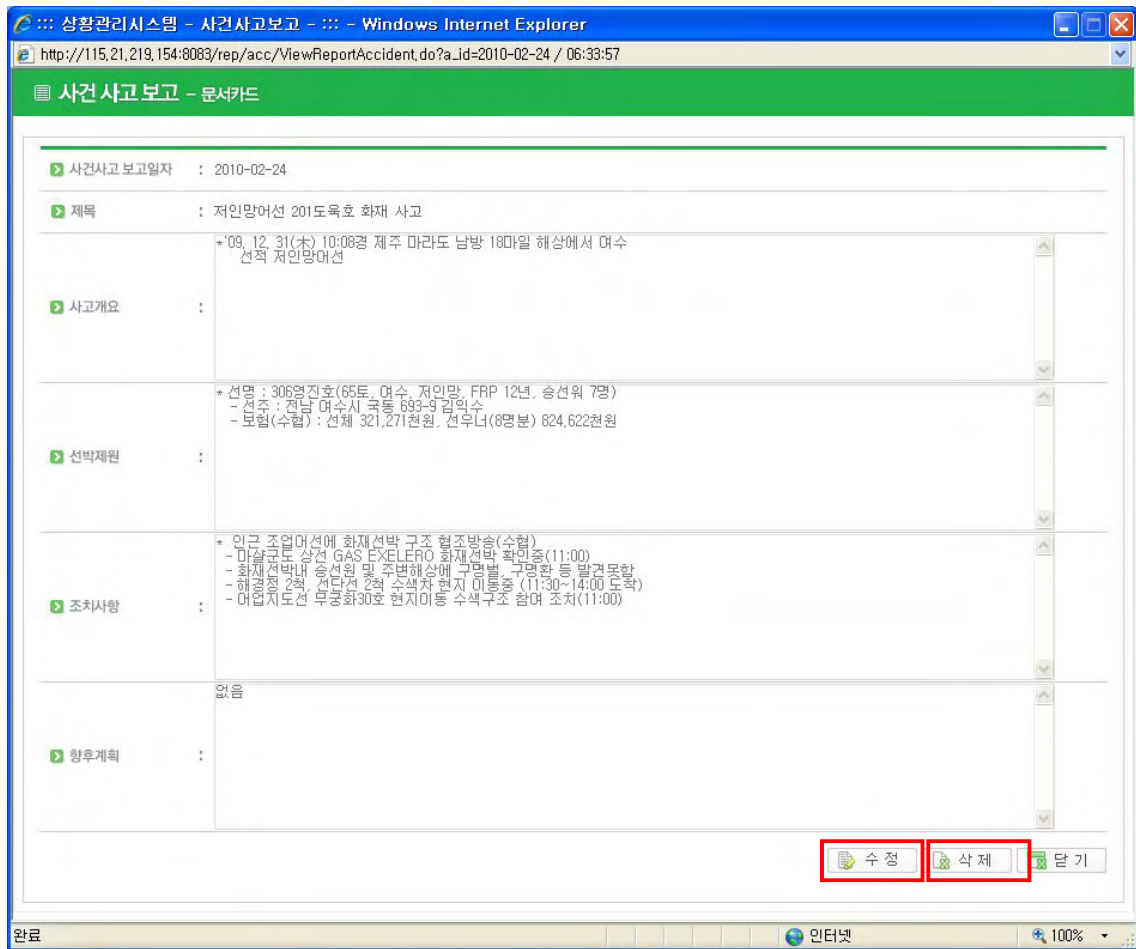 ::: 상황관리시스템 - 사건사고보고 - ::: - Windows Internet Explorer
http://115.21.219.154:8083/rep/acc/ViewReportAccident.do?a_id=2010-02-24 / 06:33:57
사건 사고 보고 - 문서카드
사건사고 보고일자 : 2010-02-24
제목 : 저인망어선 201도욱호 화재 사고
사고개요 :
*'09. 12. 31(木) 10:08경 제주 마라도 남방 18마일 해상에서 여수
선적 저인망어선
선박제원 :
* 선명 : 306영진호(65토, 여수, 저인망, FRP 12년, 승선워 7명)
- 선주 : 전남 여수시 국동 693-9 김익수
- 보험(수협) : 선체 321,271천원, 선우너(8명분) 824,622천원
조치사항 :
* 인근 조업어선에 화재선박 구조 협조방송(수협)
- 마샬군도 상선 GAS EXELERO 화재선박 확인중(11:00)
- 화재선박내 승선원 및 주변해상에 구명벌, 구명환 등 발견못함
- 해경정 2척, 선단선 2척 수색차 현지 이동중 (11:30~14:00 도착)
- 어업지도선 무궁화30호 현지이동 수색구조 참여 조치(11:00)
향후계획 :
없음
수 정 삭 제 닫 기
완료 인터넷 100%